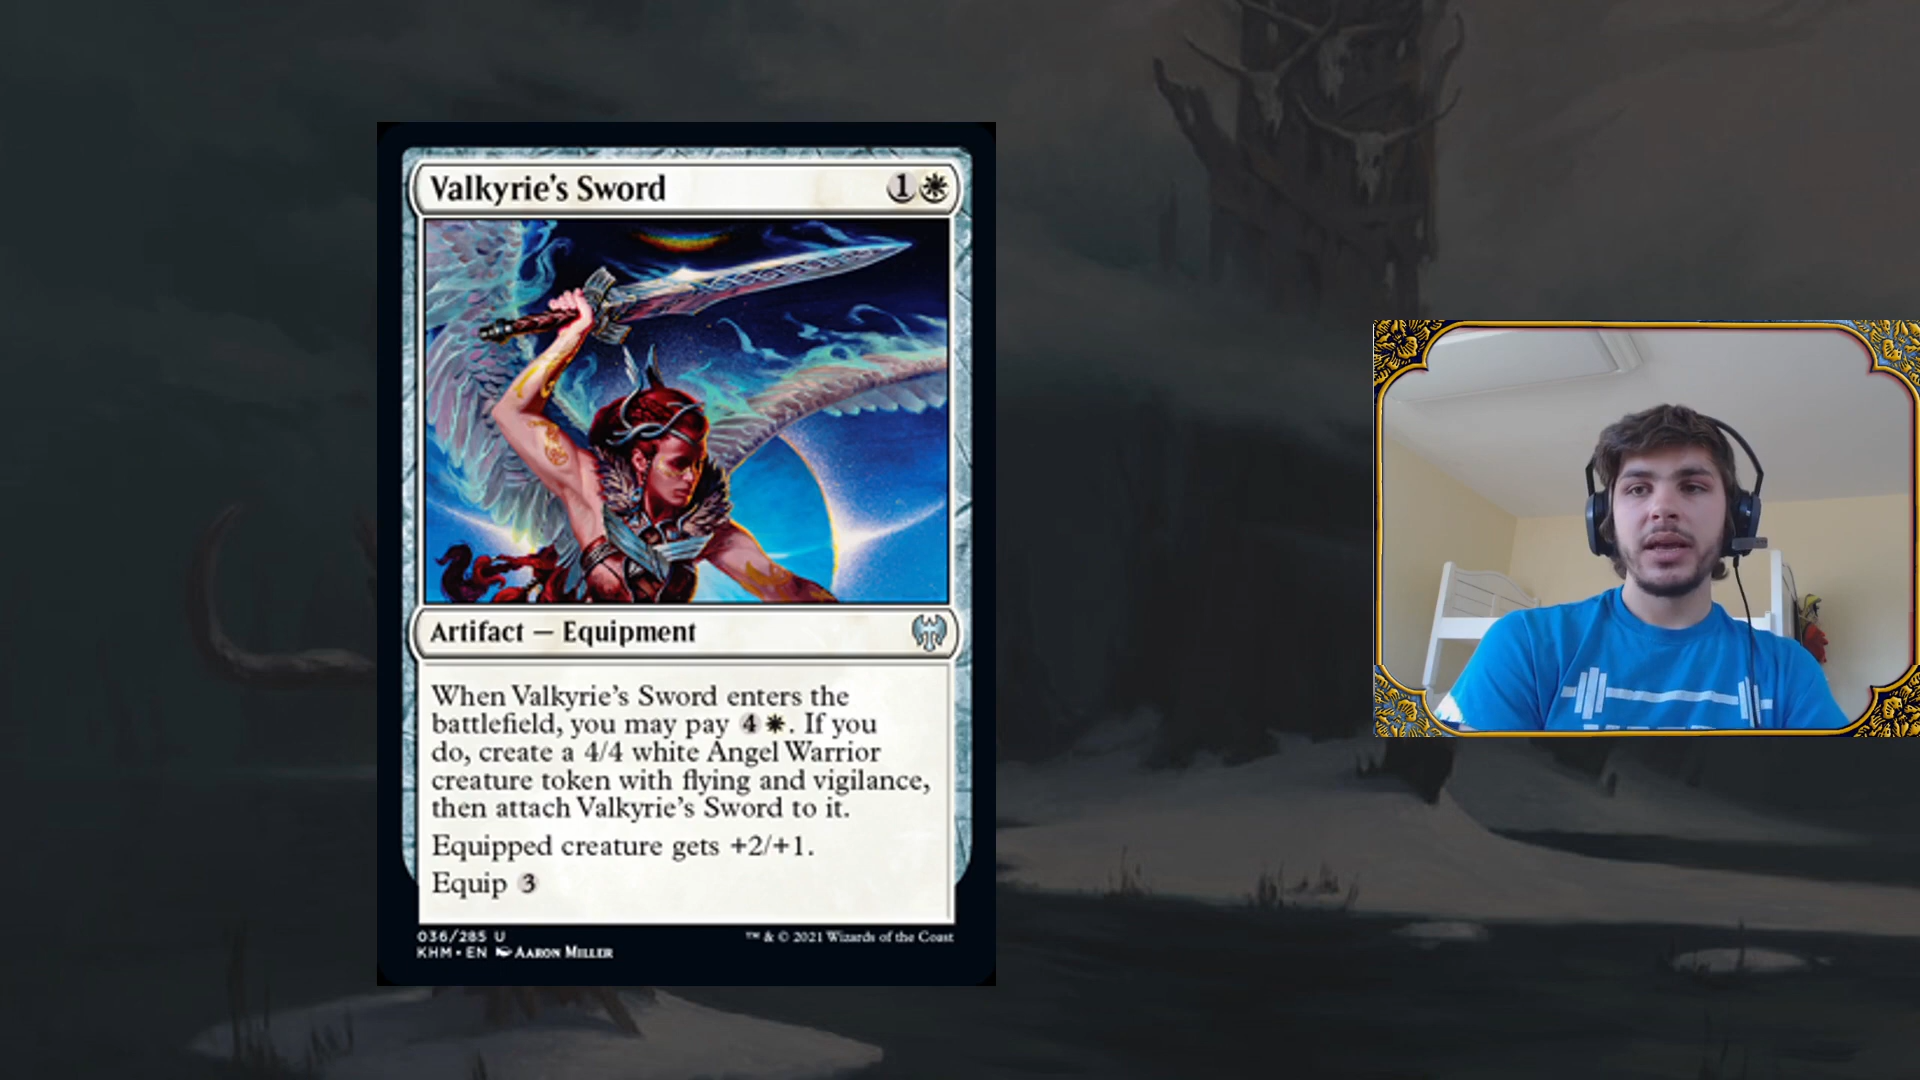 Valkyrie's Sword 1
Artifact — Equipment
When Valkyrie's Sword enters the
battlefield, you may pay 4 . If you
do, create a 4/4 white Angel Warrior
creature token with flying and vigilance,
then attach Valkyrie's Sword to it.
Equipped creature gets +2/+1.
Equip 3
036/285 U
™ & © 2021 Wizards of the Coast
KHM • EN Aaron Miller